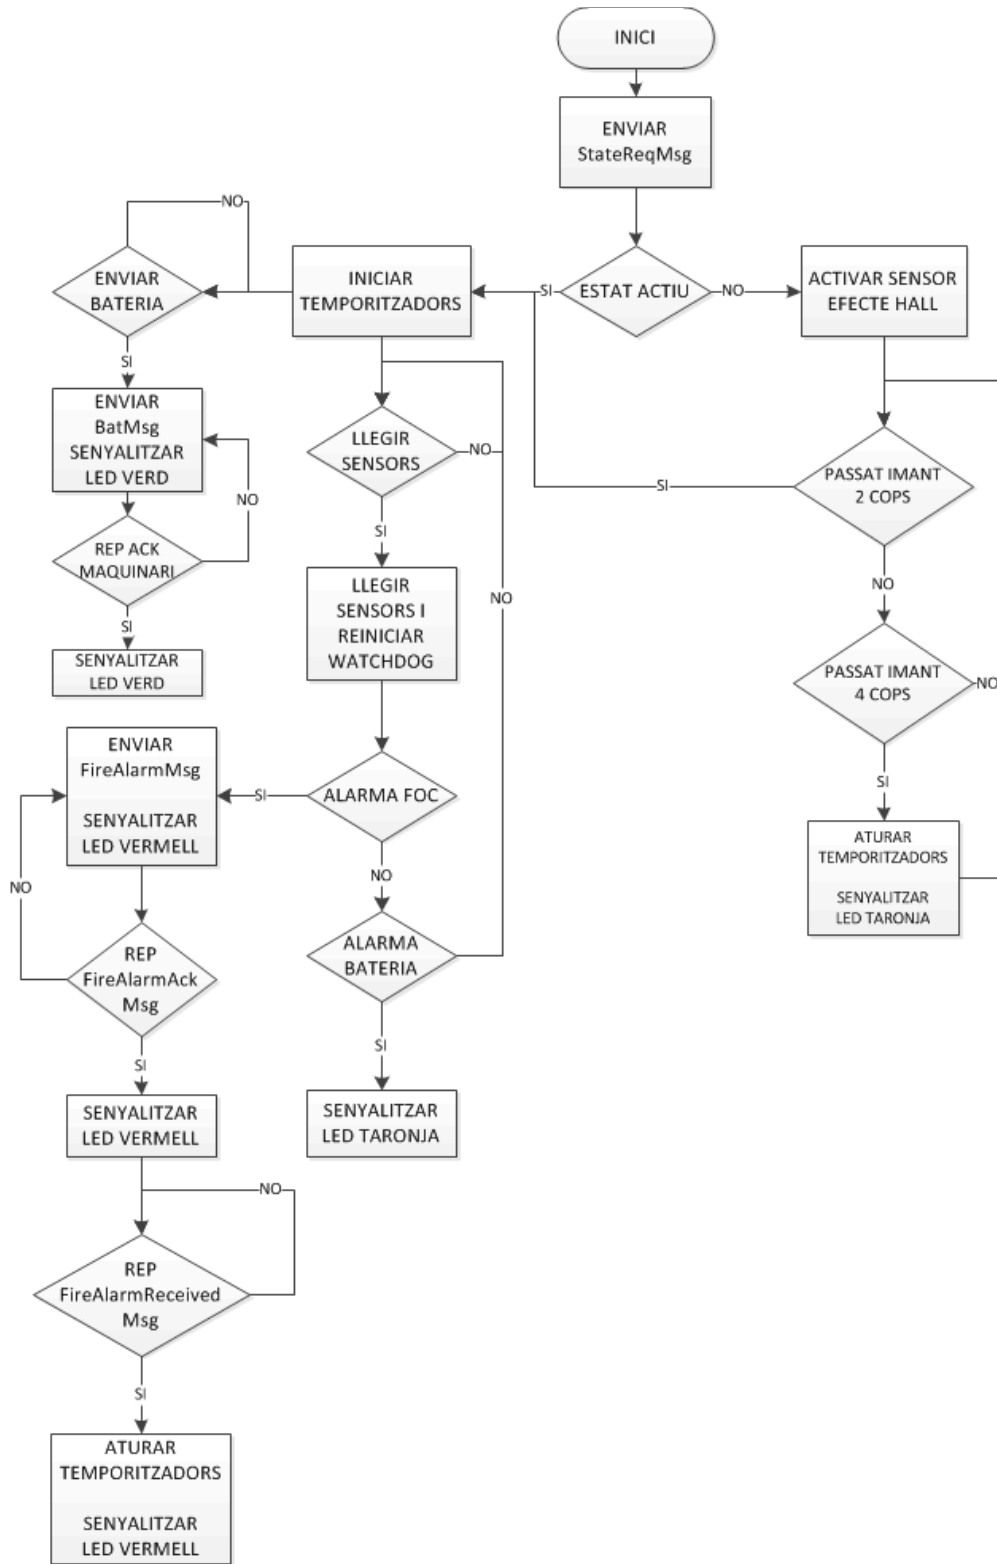 INICI
ENVIAR
StateReqMsg
ESTAT ACTIU
SI
NO
ACTIVAR SENSOR
EFECTE HALL
INICIAR
TEMPORITZADORS
NO
ENVIAR
BATERIA
SI
ENVIAR
BatMsg
SENYALITZAR
LED VERD
NO
REP ACK
MAQUINARI
SI
SENYALITZAR
LED VERD
LLEGIR
SENSORS
NO
SI
LLEGIR
SENSORS I
REINICIAR
WATCHDOG
NO
ALARMA FOC
SI
NO
ENVIAR
FireAlarmMsg
SENYALITZAR
LED VERMELL
NO
REP
FireAlarmAck
Msg
SI
SENYALITZAR
LED VERMELL
NO
REP
FireAlarmReceived
Msg
SI
ATURAR
TEMPORITZADORS
SENYALITZAR
LED VERMELL
ALARMA
BATERIA
SI
SENYALITZAR
LED TARONJA
PASSAT IMANT
2 COPS
SI
NO
PASSAT IMANT
4 COPS
NO
SI
ATURAR
TEMPORITZADORS
SENYALITZAR
LED TARONJA